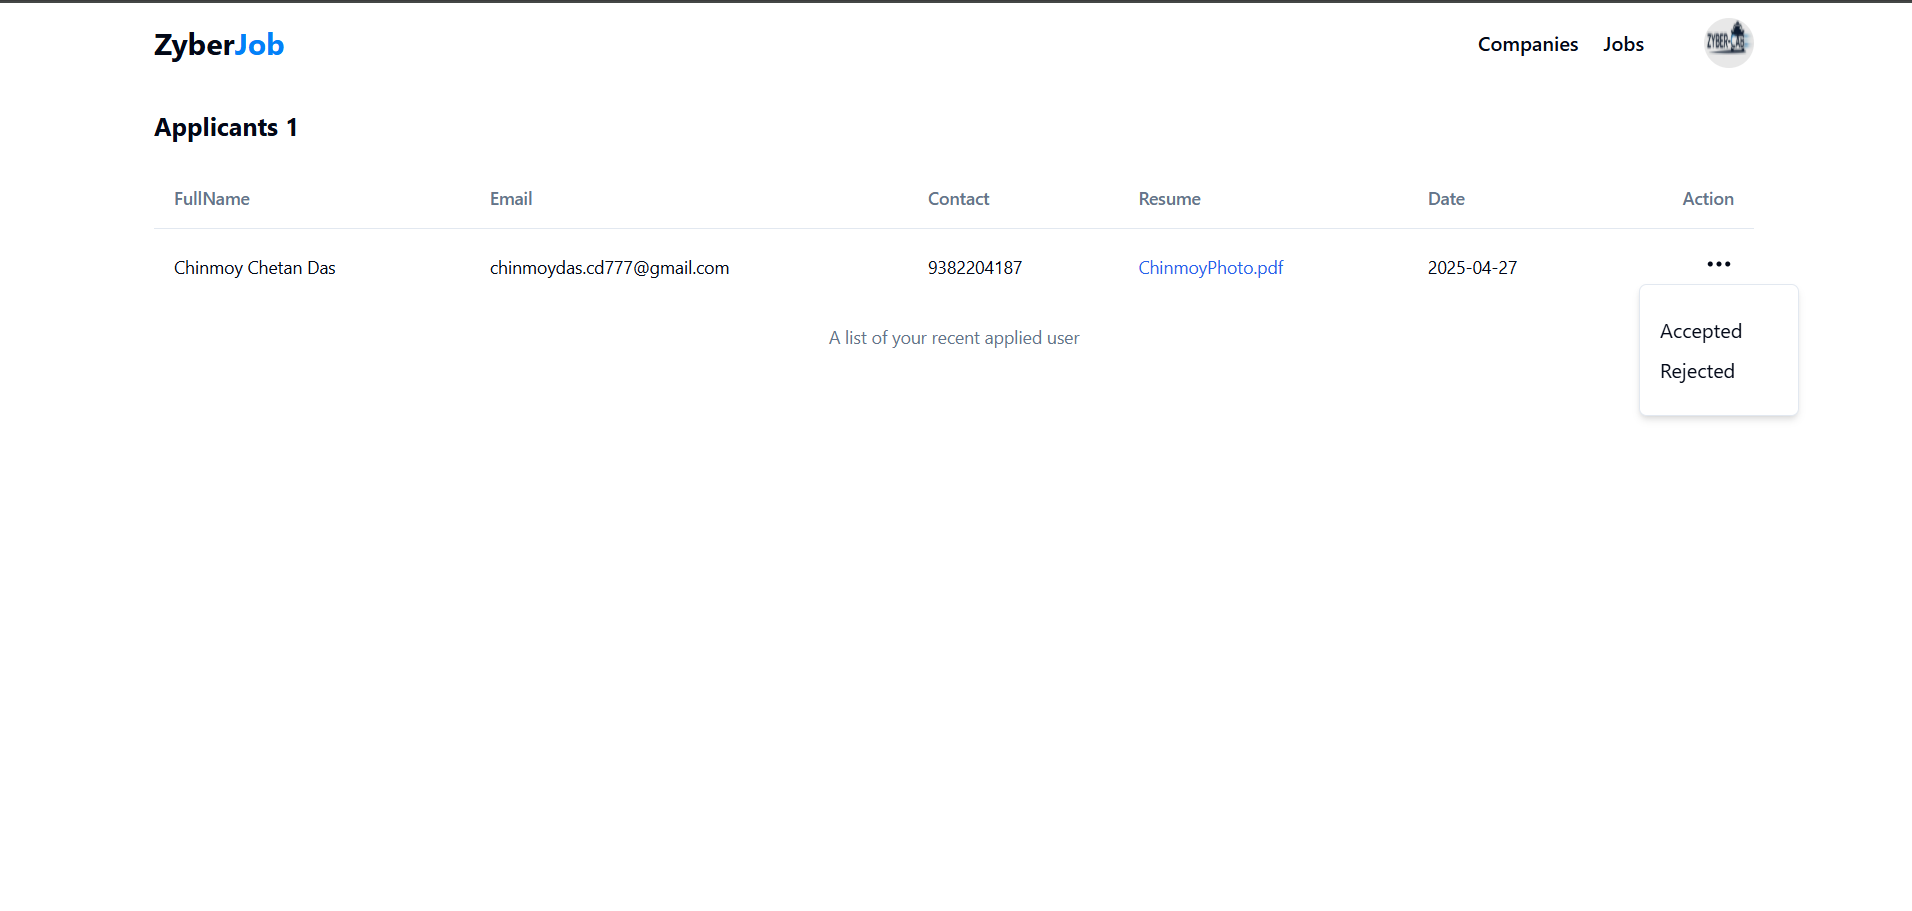 ZyberJob
Companies Jobs
Applicants 1
FullName Email Contact Resume Date Action
Chinmoy Chetan Das chinmoydas.cd777@gmail.com 9382204187 ChinmoyPhoto.pdf 2025-04-27
A list of your recent applied user
Accepted
Rejected